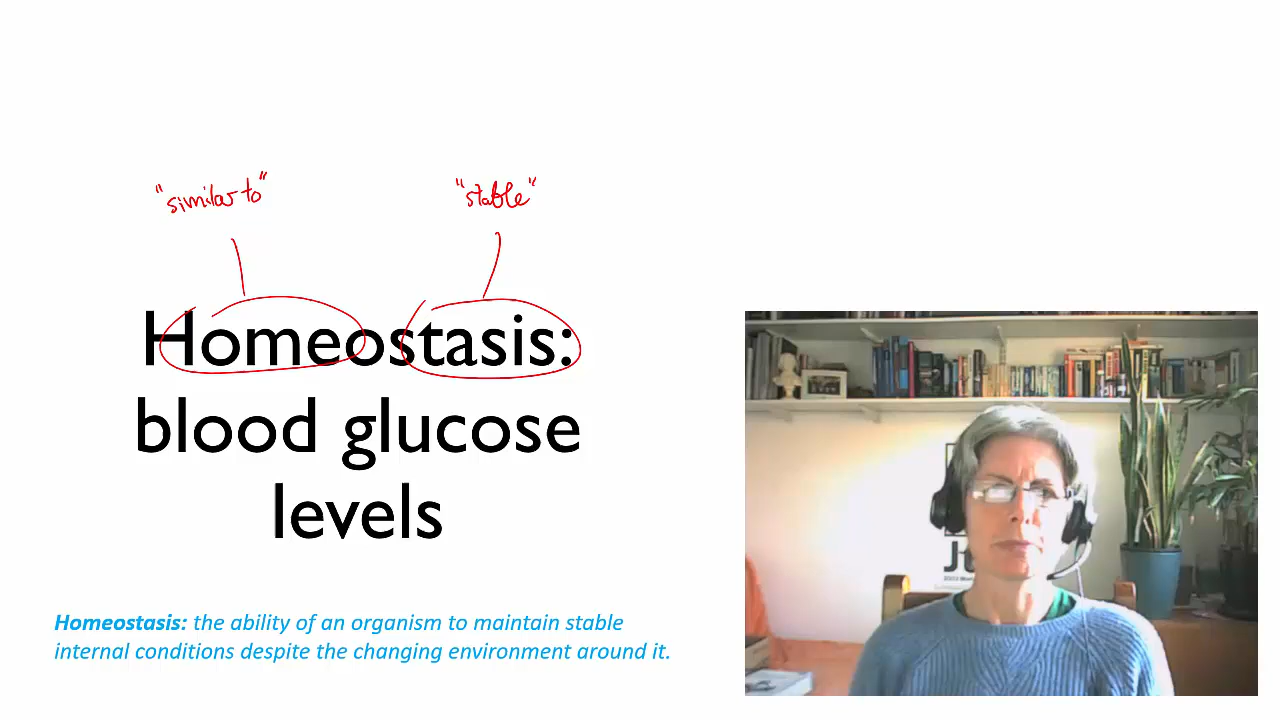 "similar to" "stable"
Homeostasis:
blood glucose
levels
Homeostasis: the ability of an organism to maintain stable
internal conditions despite the changing environment around it.